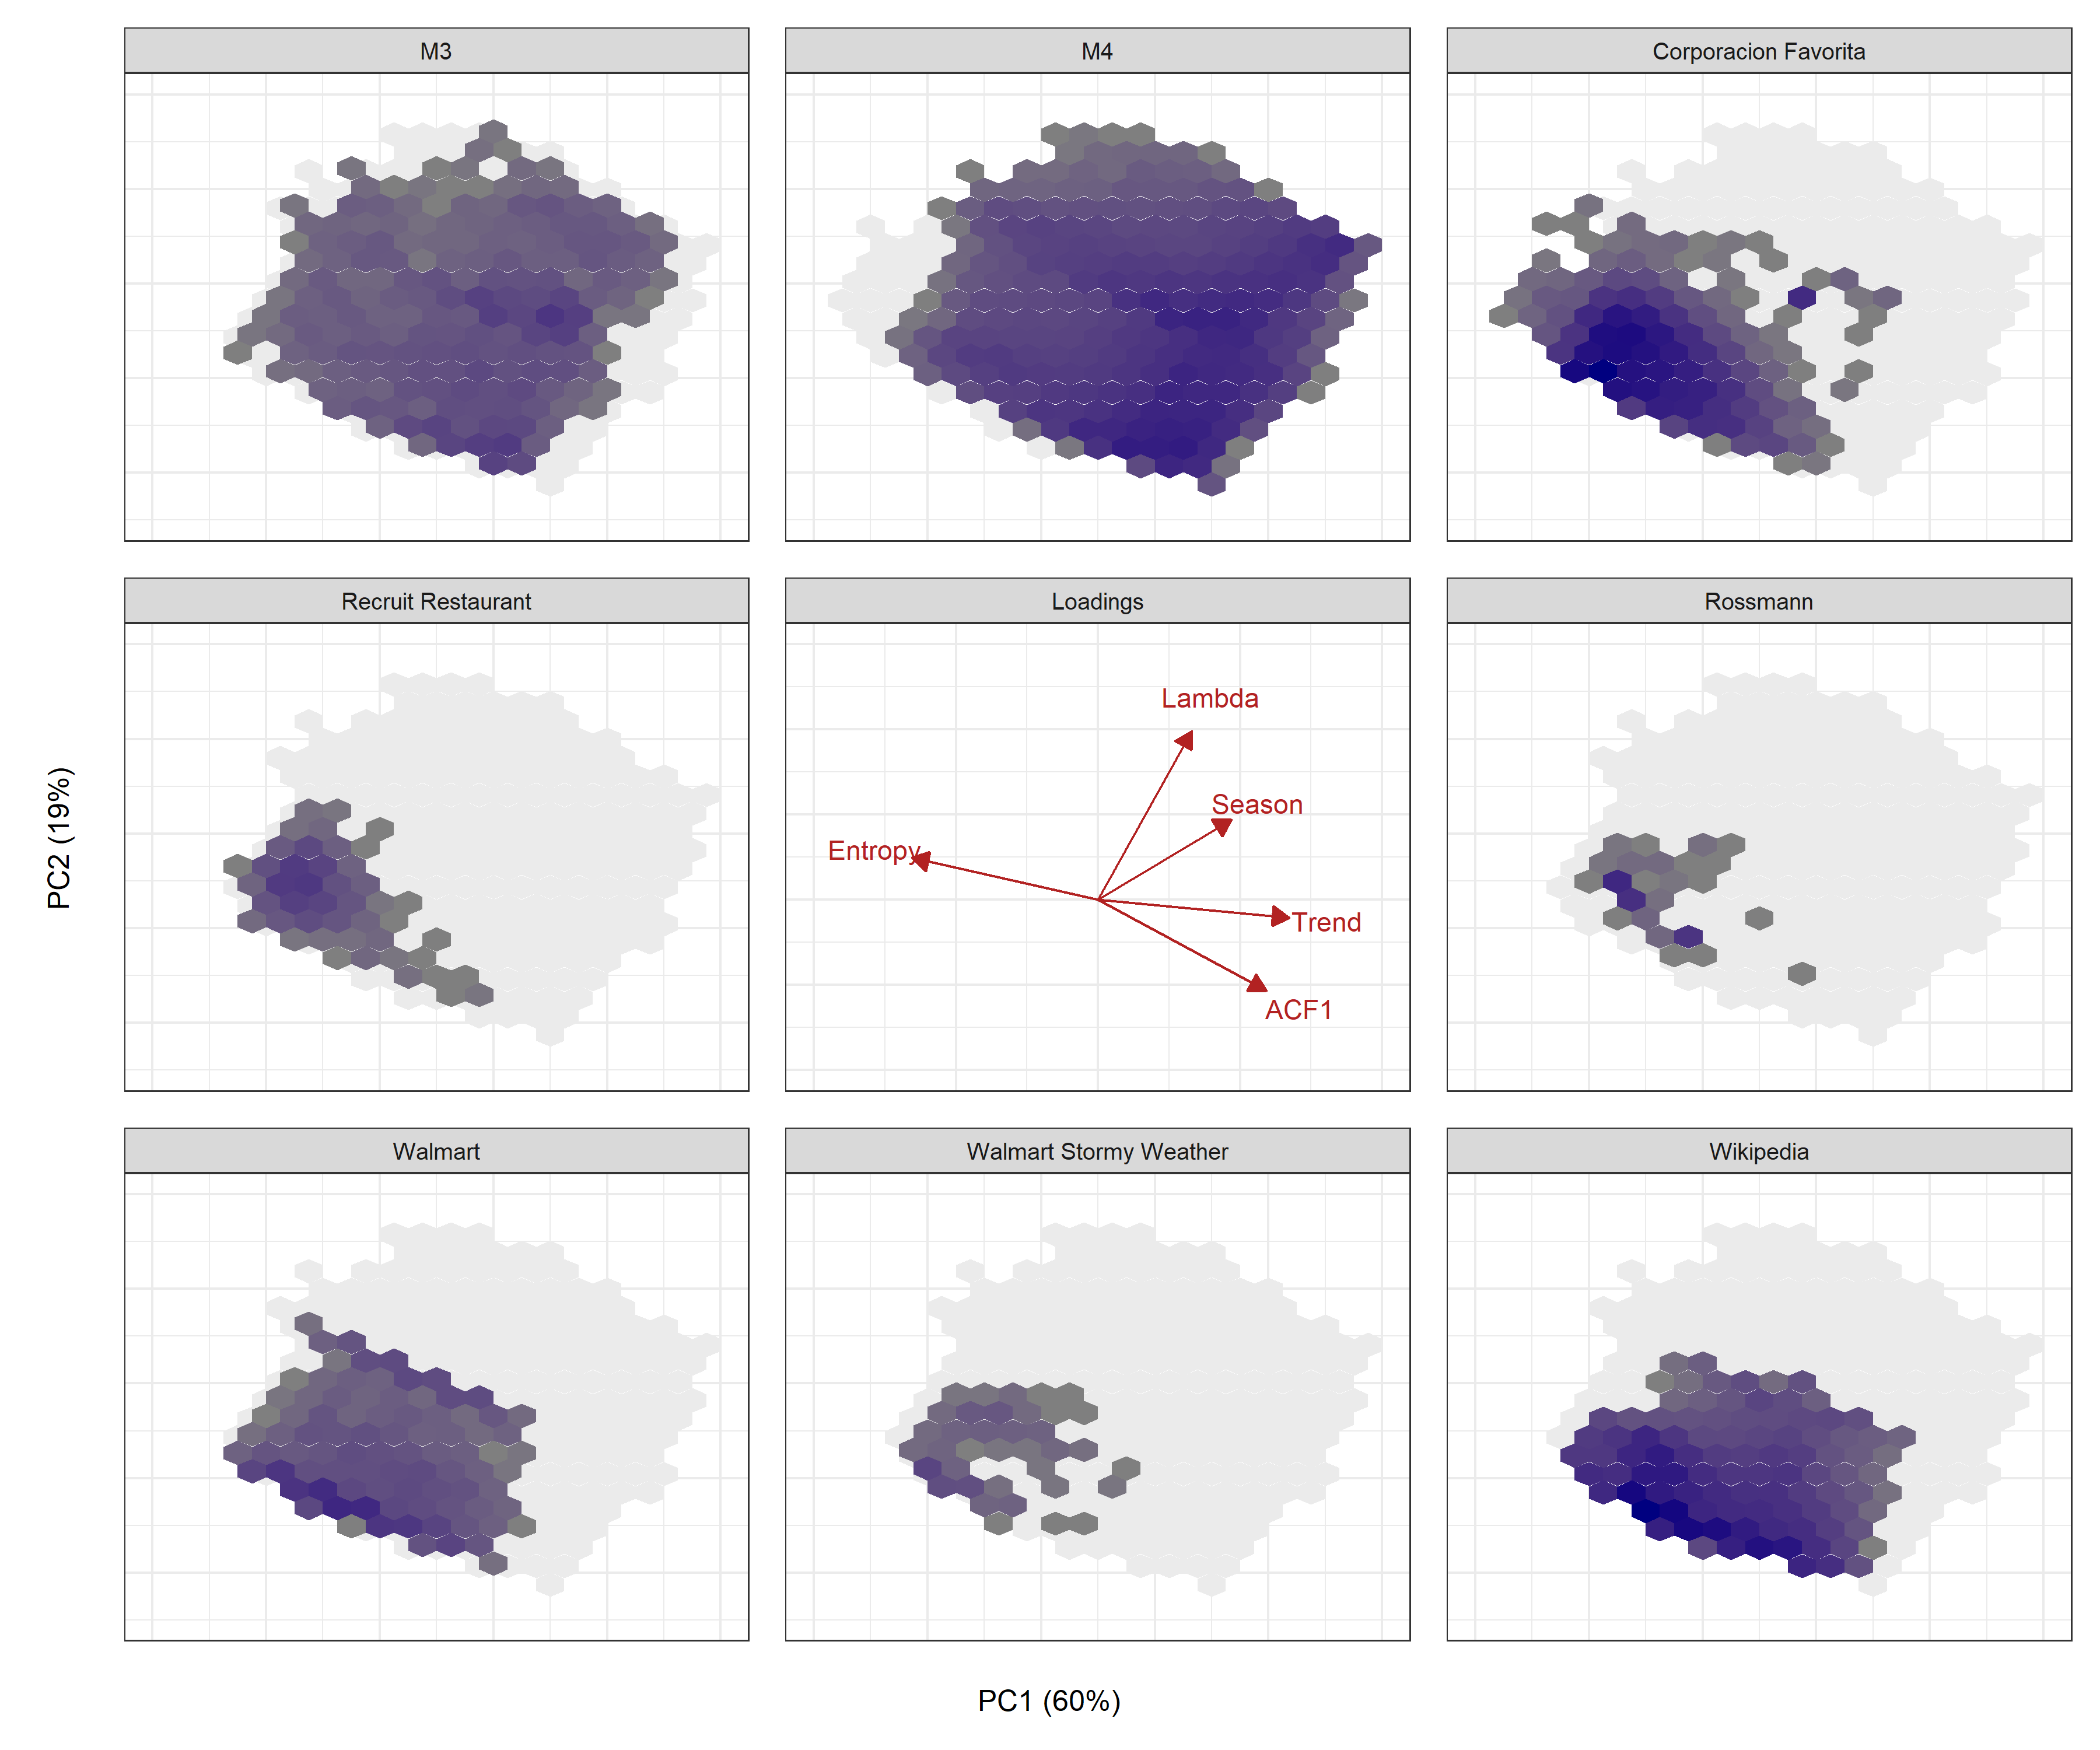 M3
M4
Corporacion Favorita
Recruit Restaurant
Loadings
Rossmann
Lambda
Season
Entropy
Trend
ACF1
PC2 (19%)
Walmart
Walmart Stormy Weather
Wikipedia
PC1 (60%)